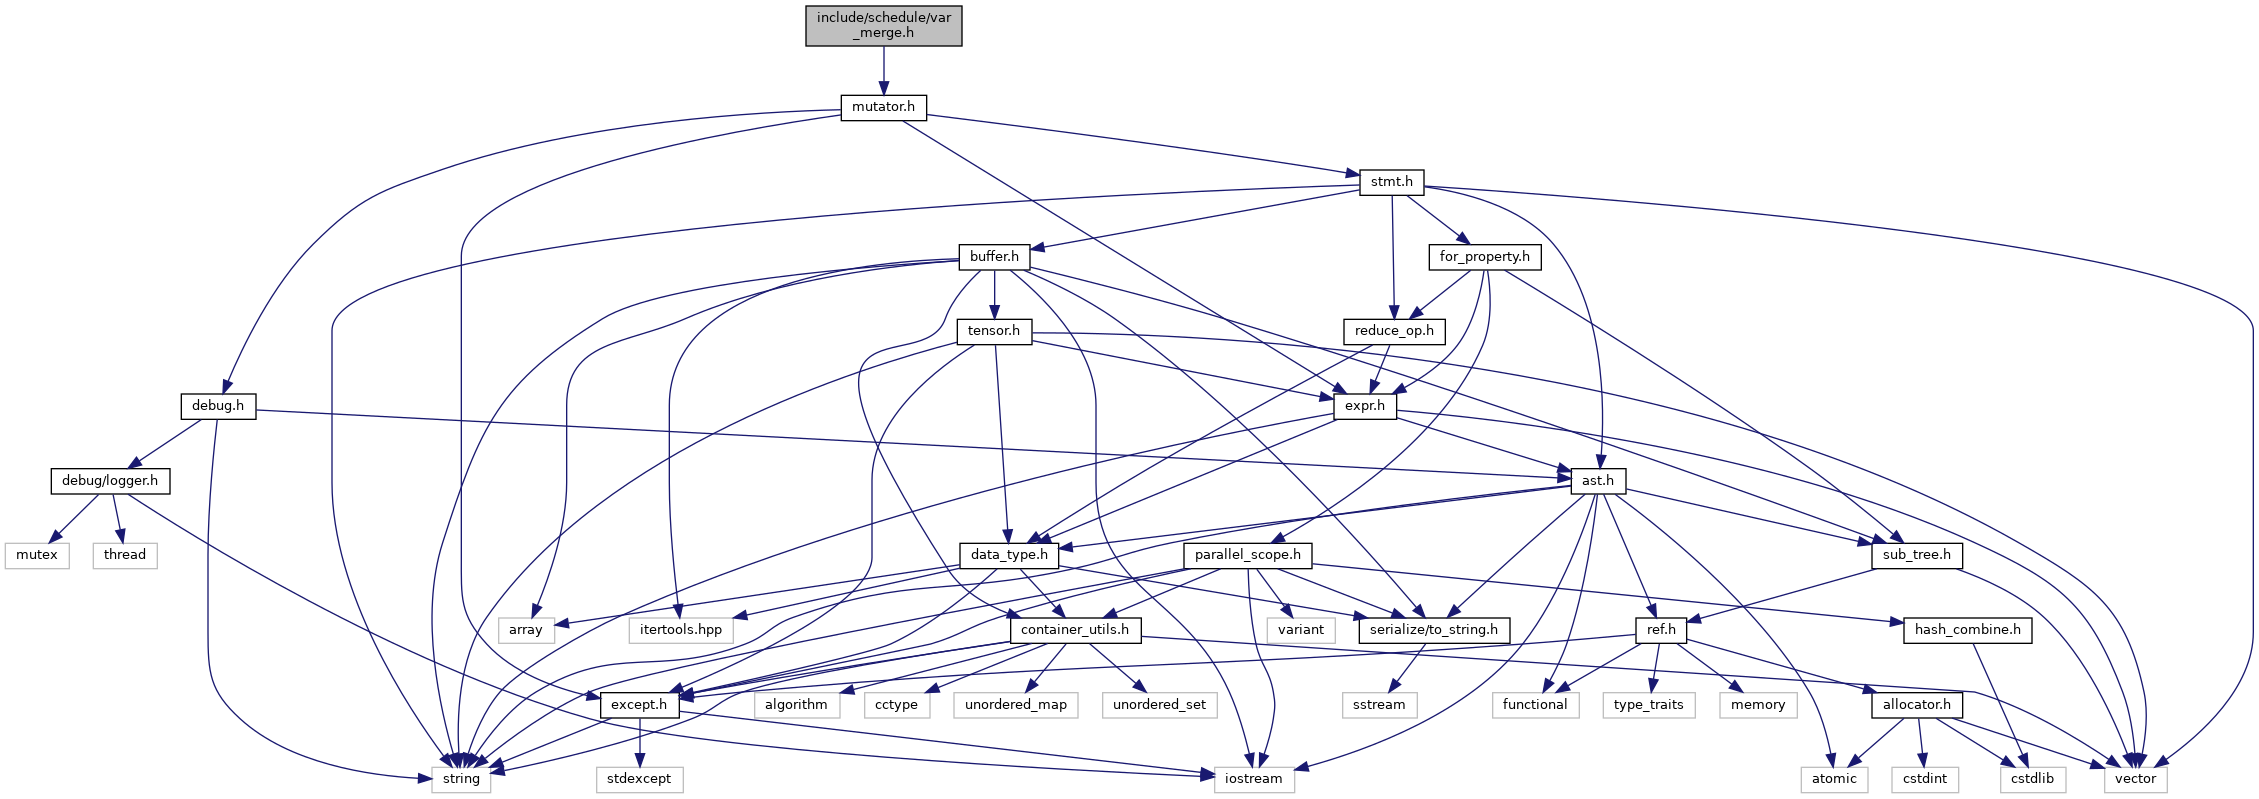 include/schedule/var
_merge.h
mutator.h
stmt.h
buffer.h
for_property.h
tensor.h
reduce_op.h
debug.h
expr.h
debug/logger.h
ast.h
mutex
thread
data_type.h
parallel_scope.h
sub_tree.h
array
itertools.hpp
container_utils.h
variant
serialize/to_string.h
ref.h
hash_combine.h
except.h
algorithm
cctype
unordered_map
unordered_set
sstream
functional
type_traits
memory
allocator.h
string
stdexcept
iostream
atomic
cstdint
cstdlib
vector